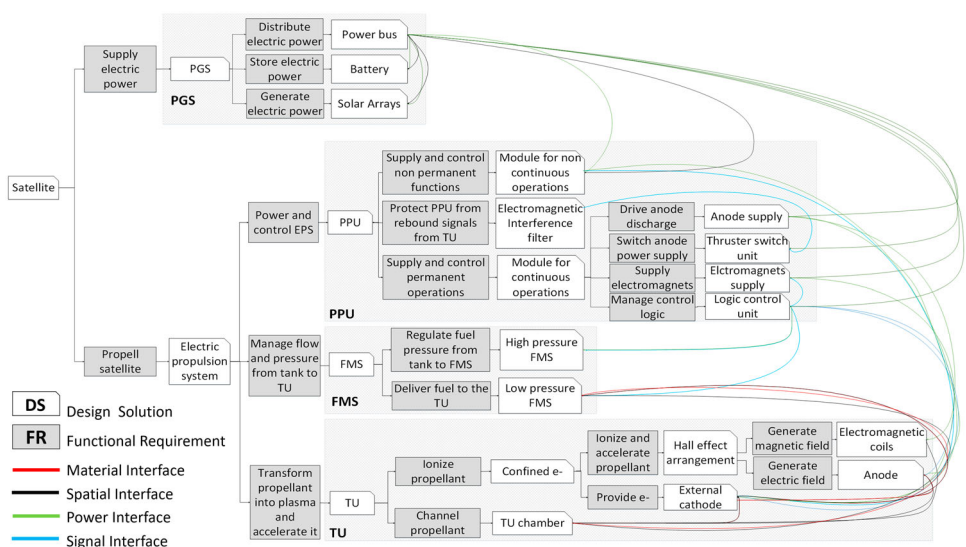 Satellite
Supply
electric
power
PGS
Distribute
electric power
Power bus
Store electric
power
Battery
Generate
electric power
Solar Arrays
PGS
Propell
satellite
Electric
propulsion
system
Power and
control EPS
PPU
Supply and control
non permanent
functions
Module for non
continuous
operations
Protect PPU from
rebound signals
from TU
Electromagnetic
Interference
filter
Supply and control
permanent
operations
Module for
continuous
operations
Drive anode
discharge
Anode supply
Switch anode
power supply
Thruster switch
unit
Supply
electromagnets
Elctromagnets
supply
Manage control
logic
Logic control
unit
PPU
Manage flow
and pressure
from tank to
TU
FMS
Regulate fuel
pressure from
tank to FMS
High pressure
FMS
Deliver fuel to the
TU
Low pressure
FMS
FMS
Transform
propellant
into plasma
and
accelerate it
TU
Ionize
propellant
Confined e-
Ionize and
accelerate
propellant
Hall effect
arrangement
Generate
magnetic field
Electromagnetic
coils
Generate
electric field
Anode
Provide e-
External
cathode
Channel
propellant
TU chamber
TU
DS
Design Solution
FR
Functional Requirement
Material Interface
Spatial Interface
Power Interface
Signal Interface